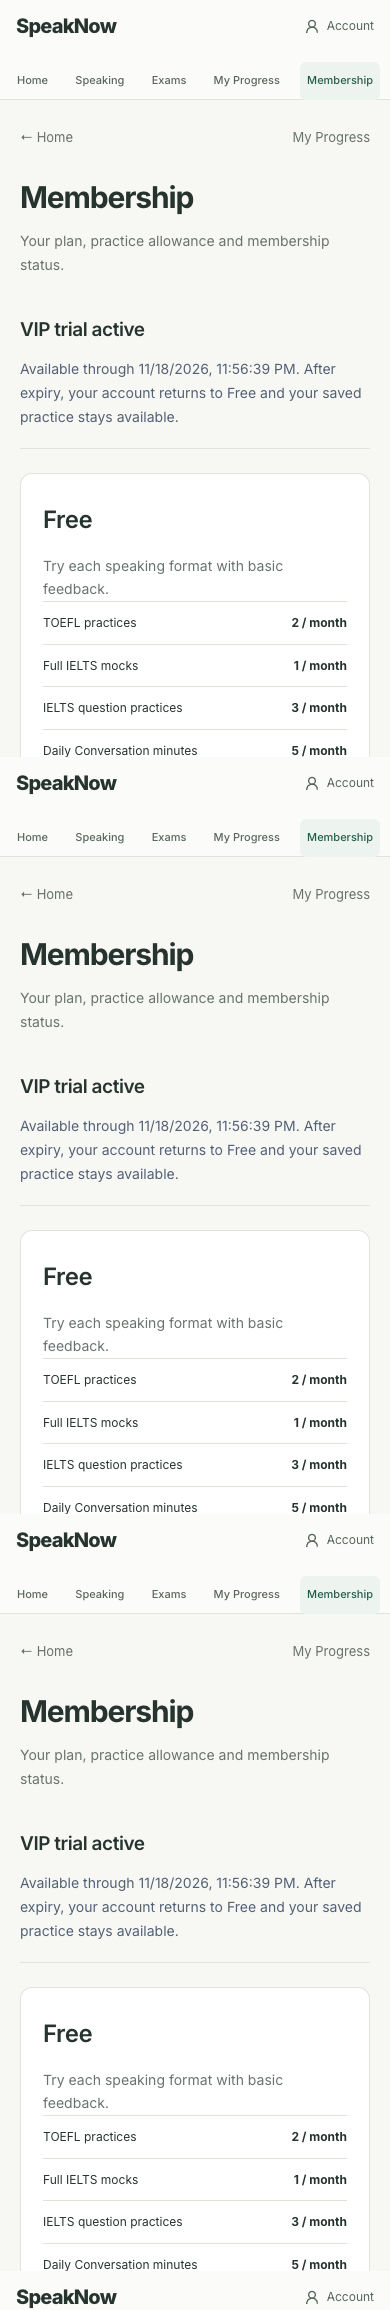 SpeakNow
Account
Home Speaking Exams My Progress Membership
← Home My Progress
Membership
Your plan, practice allowance and membership
status.
VIP trial active
Available through 11/18/2026, 11:56:39 PM. After
expiry, your account returns to Free and your saved
practice stays available.
Free
Try each speaking format with basic
feedback.
TOEFL practices 2 / month
Full IELTS mocks 1 / month
IELTS question practices 3 / month
Daily Conversation minutes 5 / month
SpeakNow
Account
Home Speaking Exams My Progress Membership
← Home My Progress
Membership
Your plan, practice allowance and membership
status.
VIP trial active
Available through 11/18/2026, 11:56:39 PM. After
expiry, your account returns to Free and your saved
practice stays available.
Free
Try each speaking format with basic
feedback.
TOEFL practices 2 / month
Full IELTS mocks 1 / month
IELTS question practices 3 / month
Daily Conversation minutes 5 / month
SpeakNow
Account
Home Speaking Exams My Progress Membership
← Home My Progress
Membership
Your plan, practice allowance and membership
status.
VIP trial active
Available through 11/18/2026, 11:56:39 PM. After
expiry, your account returns to Free and your saved
practice stays available.
Free
Try each speaking format with basic
feedback.
TOEFL practices 2 / month
Full IELTS mocks 1 / month
IELTS question practices 3 / month
Daily Conversation minutes 5 / month
SpeakNow
Account